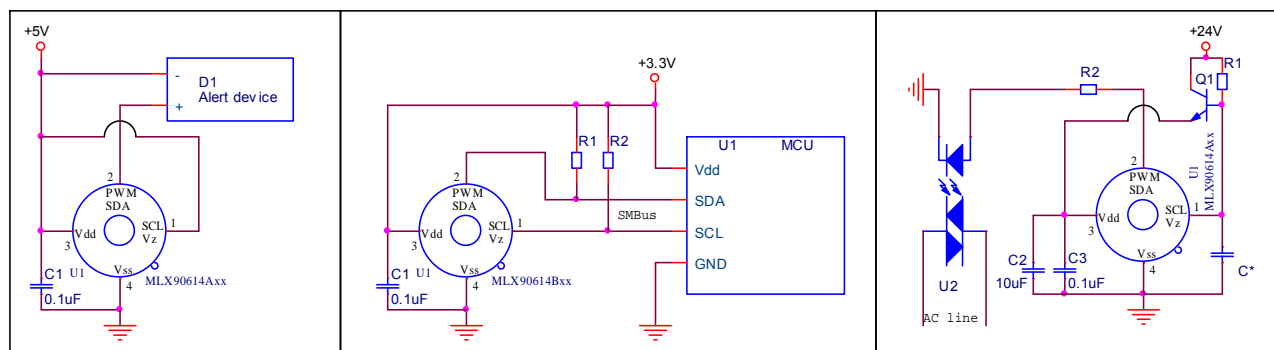 +5V
-
D1
Alert device
+
2
PWM
SDA
SCL
1
Vz
Vdd
3
C1
U1
Vss
MLX90614Axx
0.1uF
4
+3.3V
R1
R2
U1
MCU
Vdd
2
PWM
SDA
SDA
SMBus
SCL
1
SCL
Vz
Vdd
3
C1
U1
Vss
MLX90614Bxx
GND
0.1uF
4
+24V
R1
R2
Q1
2
PWM
SDA
U1
MLX90614Axx
SCL
1
Vz
Vdd
3
C2
C3
Vss
C*
10uF
0.1uF
4
U2
AC line